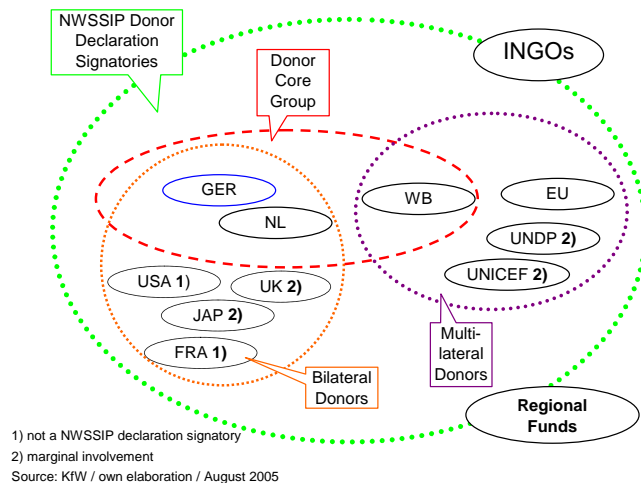 NWSSIP Donor
Declaration
Signatories
INGOs
Donor
Core
Group
GER
NL
WB
EU
UNDP 2)
UNICEF 2)
USA 1)
UK 2)
JAP 2)
FRA 1)
Multi-
lateral
Donors
Bilateral
Donors
Regional
Funds
1) not a NWSSIP declaration signatory
2) marginal involvement
Source: KfW / own elaboration / August 2005